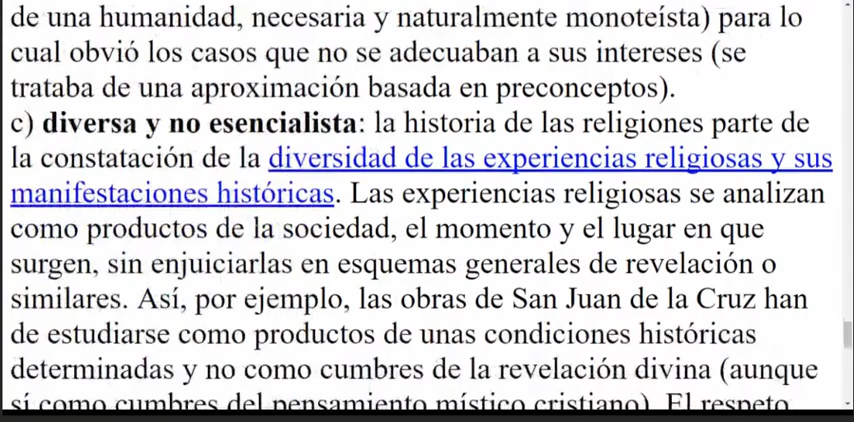 de una humanidad, necesaria y naturalmente monoteísta) para lo
cual obvió los casos que no se adecuaban a sus intereses (se
trataba de una aproximación basada en preconceptos).
c) diversa y no esencialista: la historia de las religiones parte de
la constatación de la diversidad de las experiencias religiosas y sus
manifestaciones históricas. Las experiencias religiosas se analizan
como productos de la sociedad, el momento y el lugar en que
surgen, sin enjuiciarlas en esquemas generales de revelación o
similares. Así, por ejemplo, las obras de San Juan de la Cruz han
de estudiarse como productos de unas condiciones históricas
determinadas y no como cumbres de la revelación divina (aunque
sí como cumbres del pensamiento místico cristiano). El respeto